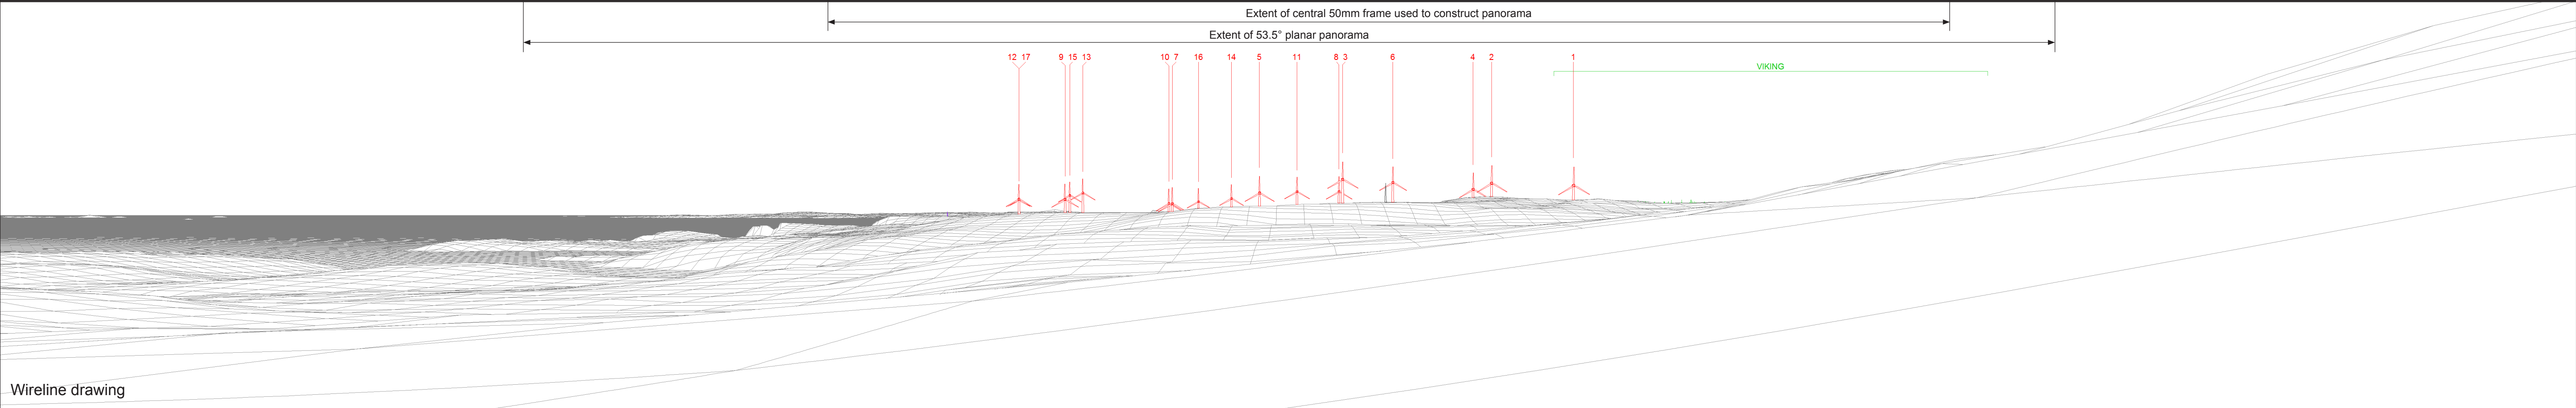 Extent of central 50mm frame used to construct panorama
Extent of 53.5° planar panorama
12 17 9 15 13 10 7 16 14 5 11 8 3 6 4 2 1
VIKING
Wireline drawing